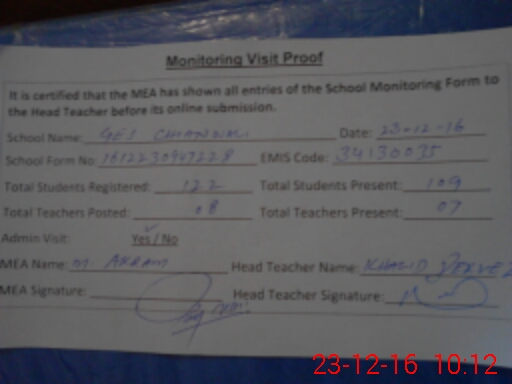 Monitoring Visit Proof
It is certified that the MEA has shown all entries of the School Monitoring Form to
the Head Teacher before its online submission.
School Name: GES Date: 23-12-16
School Form No: EMIS Code: 34130035
Total Students Registered: 122 Total Students Present: 109
Total Teachers Posted: 08 Total Teachers Present: 07
Admin Visit: Yes / No
MEA Name: M. AKRAM Head Teacher Name: KHALID PERVEZ
MEA Signature: Head Teacher Signature:
23-12-16 10:12